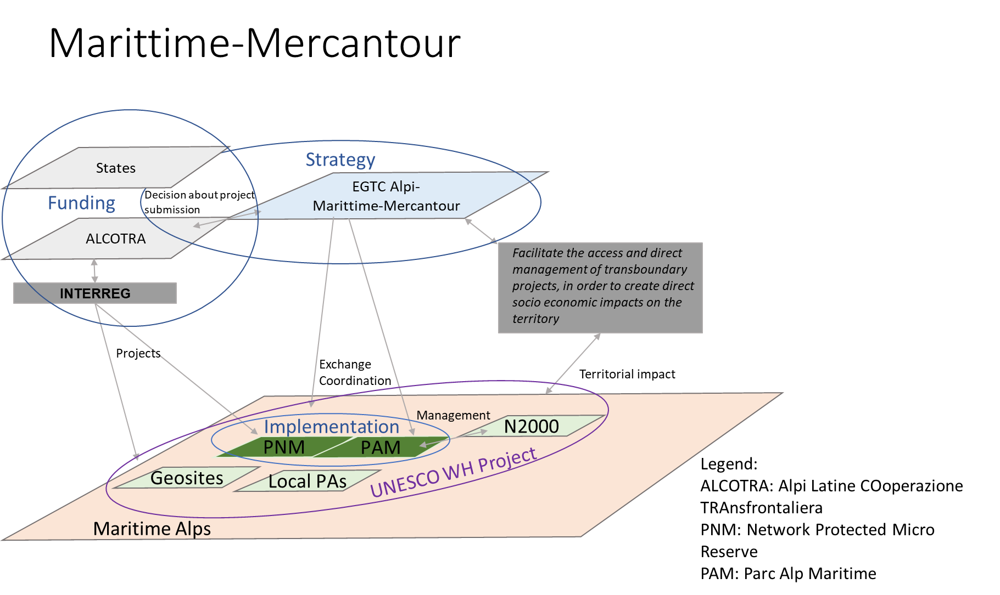 Marittime-Mercantour
States
Strategy
Funding
Decision about project
submission
EGTC Alpi-
Marittime-Mercantour
ALCOTRA
INTERREG
Facilitate the access and direct
management of transboundary
projects, in order to create direct
socio economic impacts on the
territory
Projects
Exchange
Coordination
Territorial impact
Management
Implementation
N2000
PNM
PAM
Geosites
Local PAs
UNESCO WH Project
Maritime Alps
Legend:
ALCOTRA: Alpi Latine COoperazione
TRAnsfrontaliera
PNM: Network Protected Micro
Reserve
PAM: Parc Alp Maritime